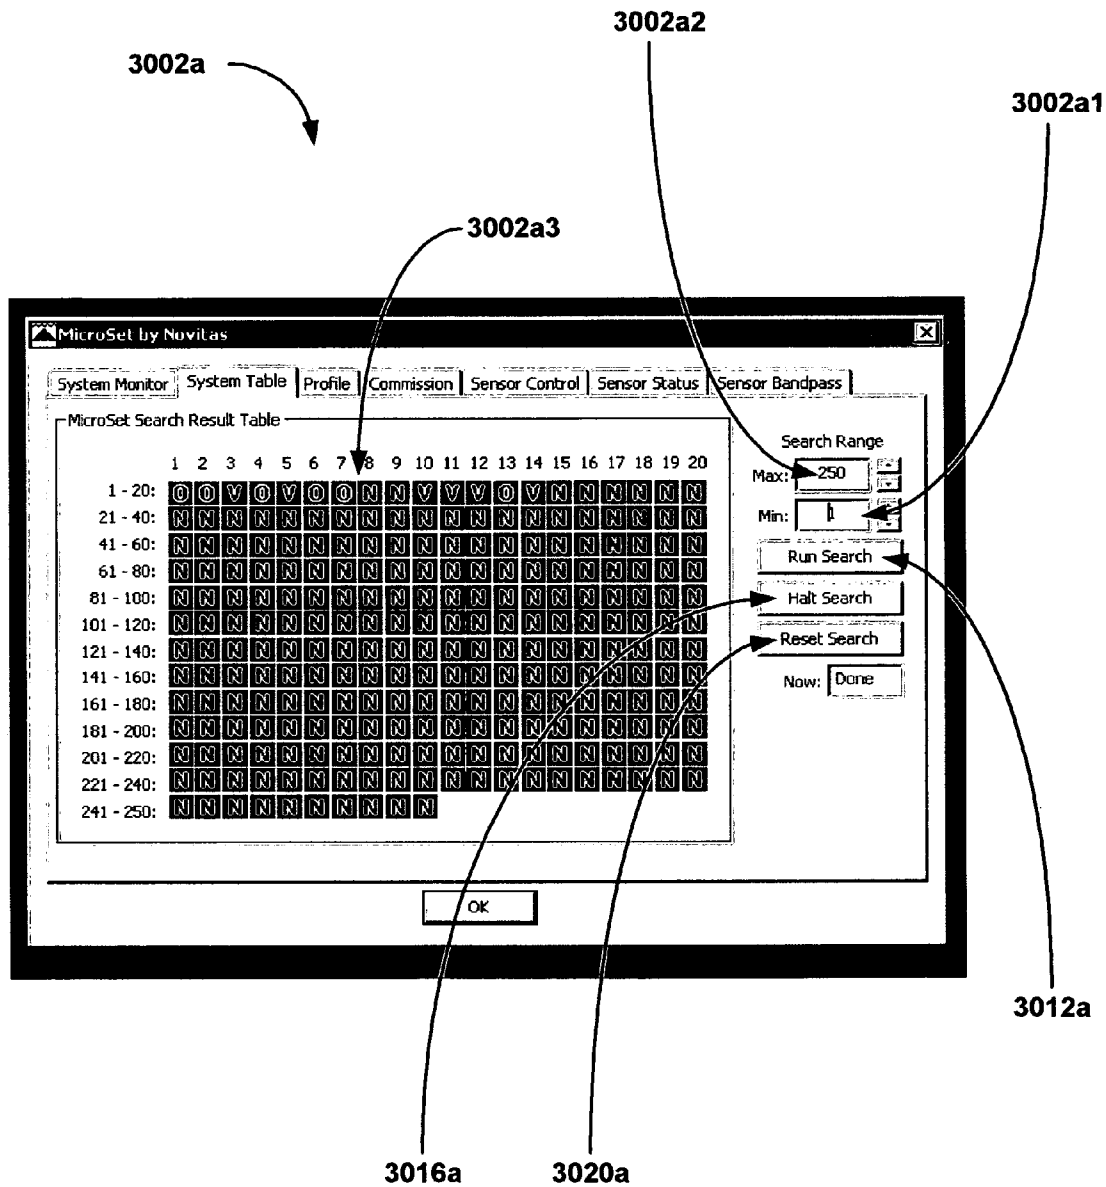 3002a2
3002a
3002a1
3002a3
MicroSet by Novitas
System Monitor System Table Profile Commission Sensor Control Sensor Status Sensor Bandpass
MicroSet Search Result Table
Search Range
1 2 3 4 5 6 7 8 9 10 11 12 13 14 15 16 17 18 19 20
Max: 250
1 - 20: O O V O V O O N N V V V O V N N N N N N
Min: 1
21 - 40: N N N N N N N N N N N N N N N N N N N N
41 - 60: N N N N N N N N N N N N N N N N N N N N
Run Search
61 - 80: N N N N N N N N N N N N N N N N N N N N
81 - 100: N N N N N N N N N N N N N N N N N N N N
Halt Search
101 - 120: N N N N N N N N N N N N N N N N N N N N
121 - 140: N N N N N N N N N N N N N N N N N N N N
Reset Search
141 - 160: N N N N N N N N N N N N N N N N N N N N
Now: Done
161 - 180: N N N N N N N N N N N N N N N N N N N N
181 - 200: N N N N N N N N N N N N N N N N N N N N
201 - 220: N N N N N N N N N N N N N N N N N N N N
221 - 240: N N N N N N N N N N N N N N N N N N N N
241 - 250: N N N N N N N N N N
OK
3012a
3016a
3020a